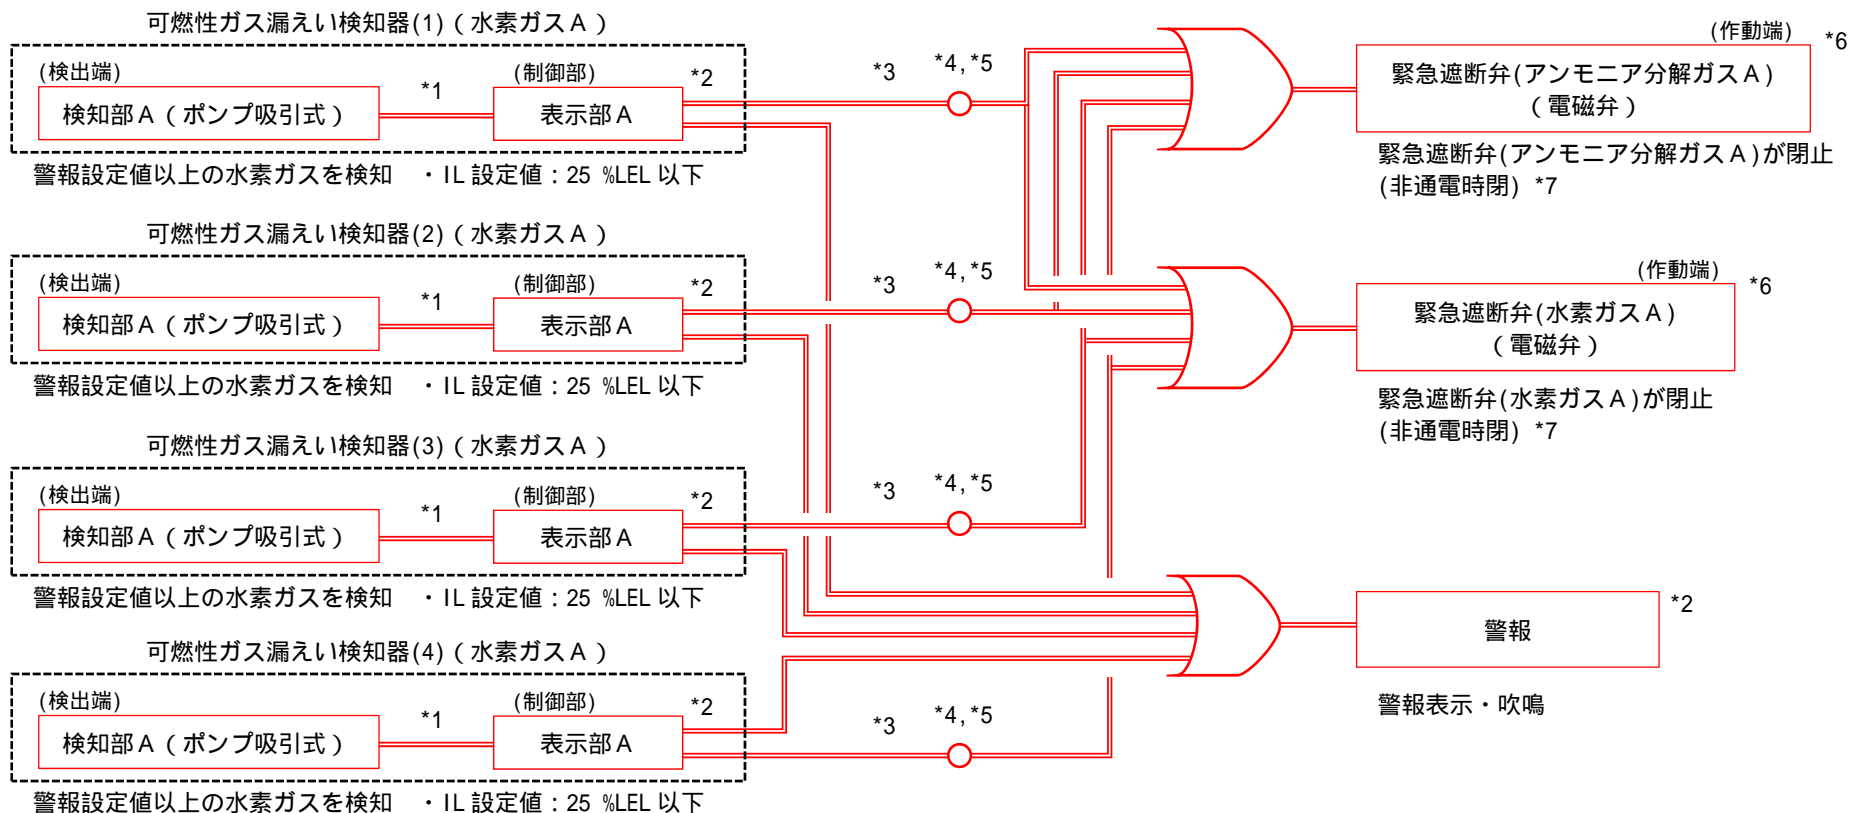 可燃性ガス漏えい検知器(1)(水素ガスA)
(検出端)
検知部A(ポンプ吸引式)
*1
(制御部)
表示部A
*2
*3
*4,*5
警報設定値以上の水素ガスを検知 ・IL設定値:25 %LEL以下
(作動端)
*6
緊急遮断弁(アンモニア分解ガスA)
(電磁弁)
緊急遮断弁(アンモニア分解ガスA)が閉止
(非通電時閉) *7
可燃性ガス漏えい検知器(2)(水素ガスA)
(検出端)
検知部A(ポンプ吸引式)
*1
(制御部)
表示部A
*2
*3
*4,*5
警報設定値以上の水素ガスを検知 ・IL設定値:25 %LEL以下
(作動端)
*6
緊急遮断弁(水素ガスA)
(電磁弁)
緊急遮断弁(水素ガスA)が閉止
(非通電時閉) *7
可燃性ガス漏えい検知器(3)(水素ガスA)
(検出端)
検知部A(ポンプ吸引式)
*1
(制御部)
表示部A
*2
*3
*4,*5
警報設定値以上の水素ガスを検知 ・IL設定値:25 %LEL以下
警報
*2
警報表示・吹鳴
可燃性ガス漏えい検知器(4)(水素ガスA)
(検出端)
検知部A(ポンプ吸引式)
*1
(制御部)
表示部A
*2
*3
*4,*5
警報設定値以上の水素ガスを検知 ・IL設定値:25 %LEL以下